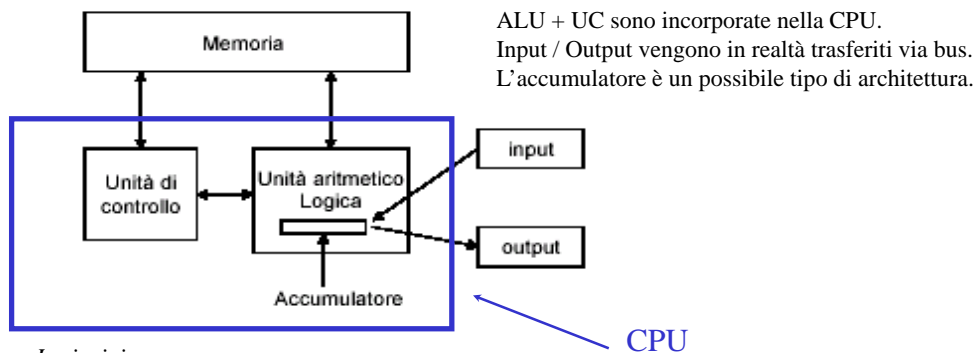 ALU + UC sono incorporate nella CPU.
Input / Output vengono in realtà trasferiti via bus.
L'accumulatore è un possibile tipo di architettura.
Memoria
Unità di
controllo
Unità aritmetico
Logica
Accumulatore
input
output
CPU